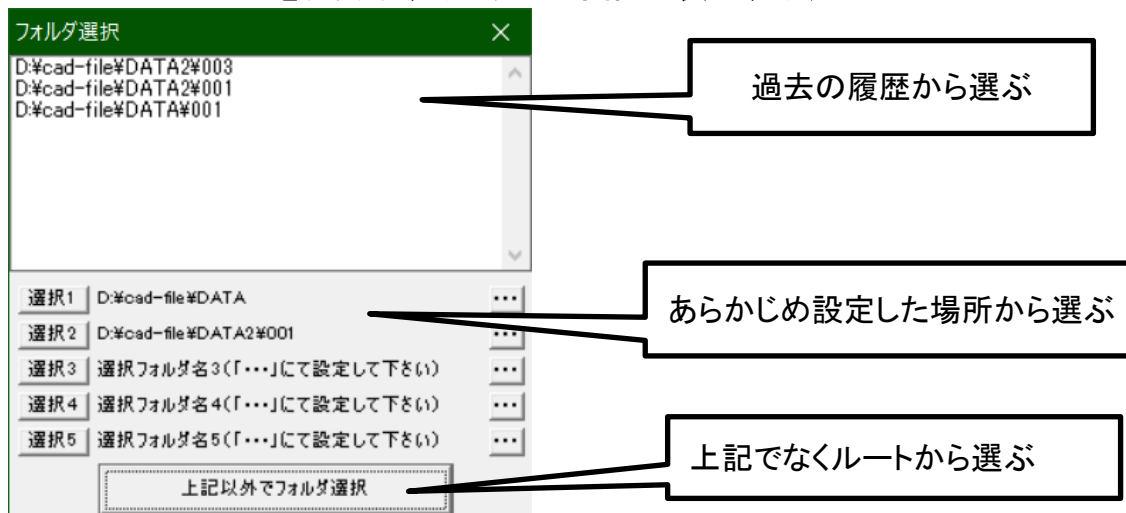 フォルダ選択
D:¥cad-file¥DATA2¥003
D:¥cad-file¥DATA2¥001
D:¥cad-file¥DATA¥001
過去の履歴から選ぶ
選択1 D:¥cad-file¥DATA ...
選択2 D:¥cad-file¥DATA2¥001 ...
あらかじめ設定した場所から選ぶ
選択3 選択フォルダ名3(「・・・」にて設定して下さい) ...
選択4 選択フォルダ名4(「・・・」にて設定して下さい) ...
選択5 選択フォルダ名5(「・・・」にて設定して下さい) ...
上記でなくルートから選ぶ
上記以外でフォルダ選択